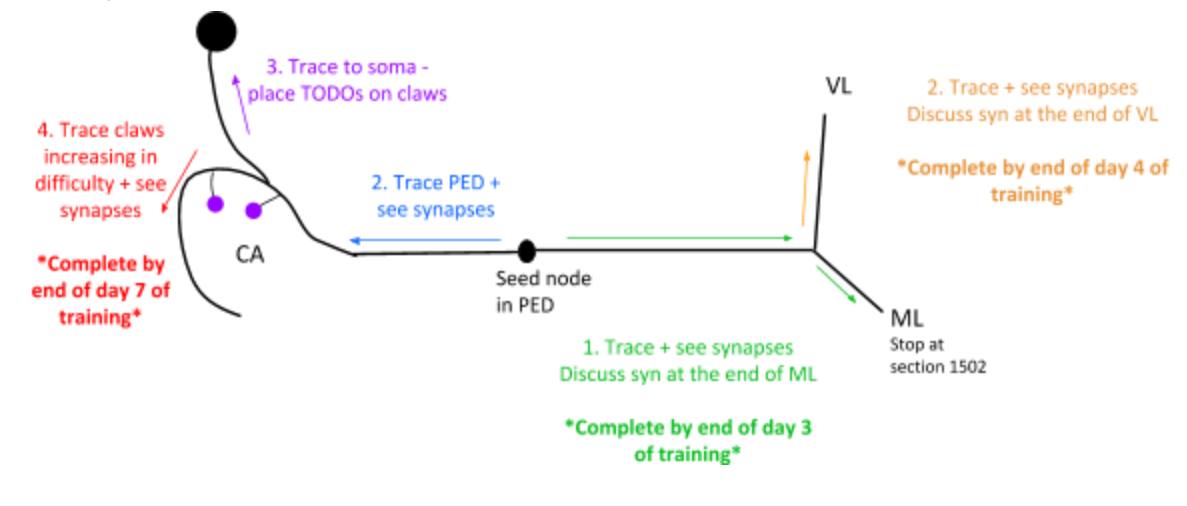 3. Trace to soma -
place TODOs on claws
4. Trace claws
increasing in
difficulty + see
synapses
*Complete by
end of day 7 of
training*
CA
2. Trace PED +
see synapses
Seed node
in PED
VL
2. Trace + see synapses
Discuss syn at the end of VL
*Complete by end of day 4 of
training*
ML
Stop at
section 1502
1. Trace + see synapses
Discuss syn at the end of ML
*Complete by end of day 3
of training*